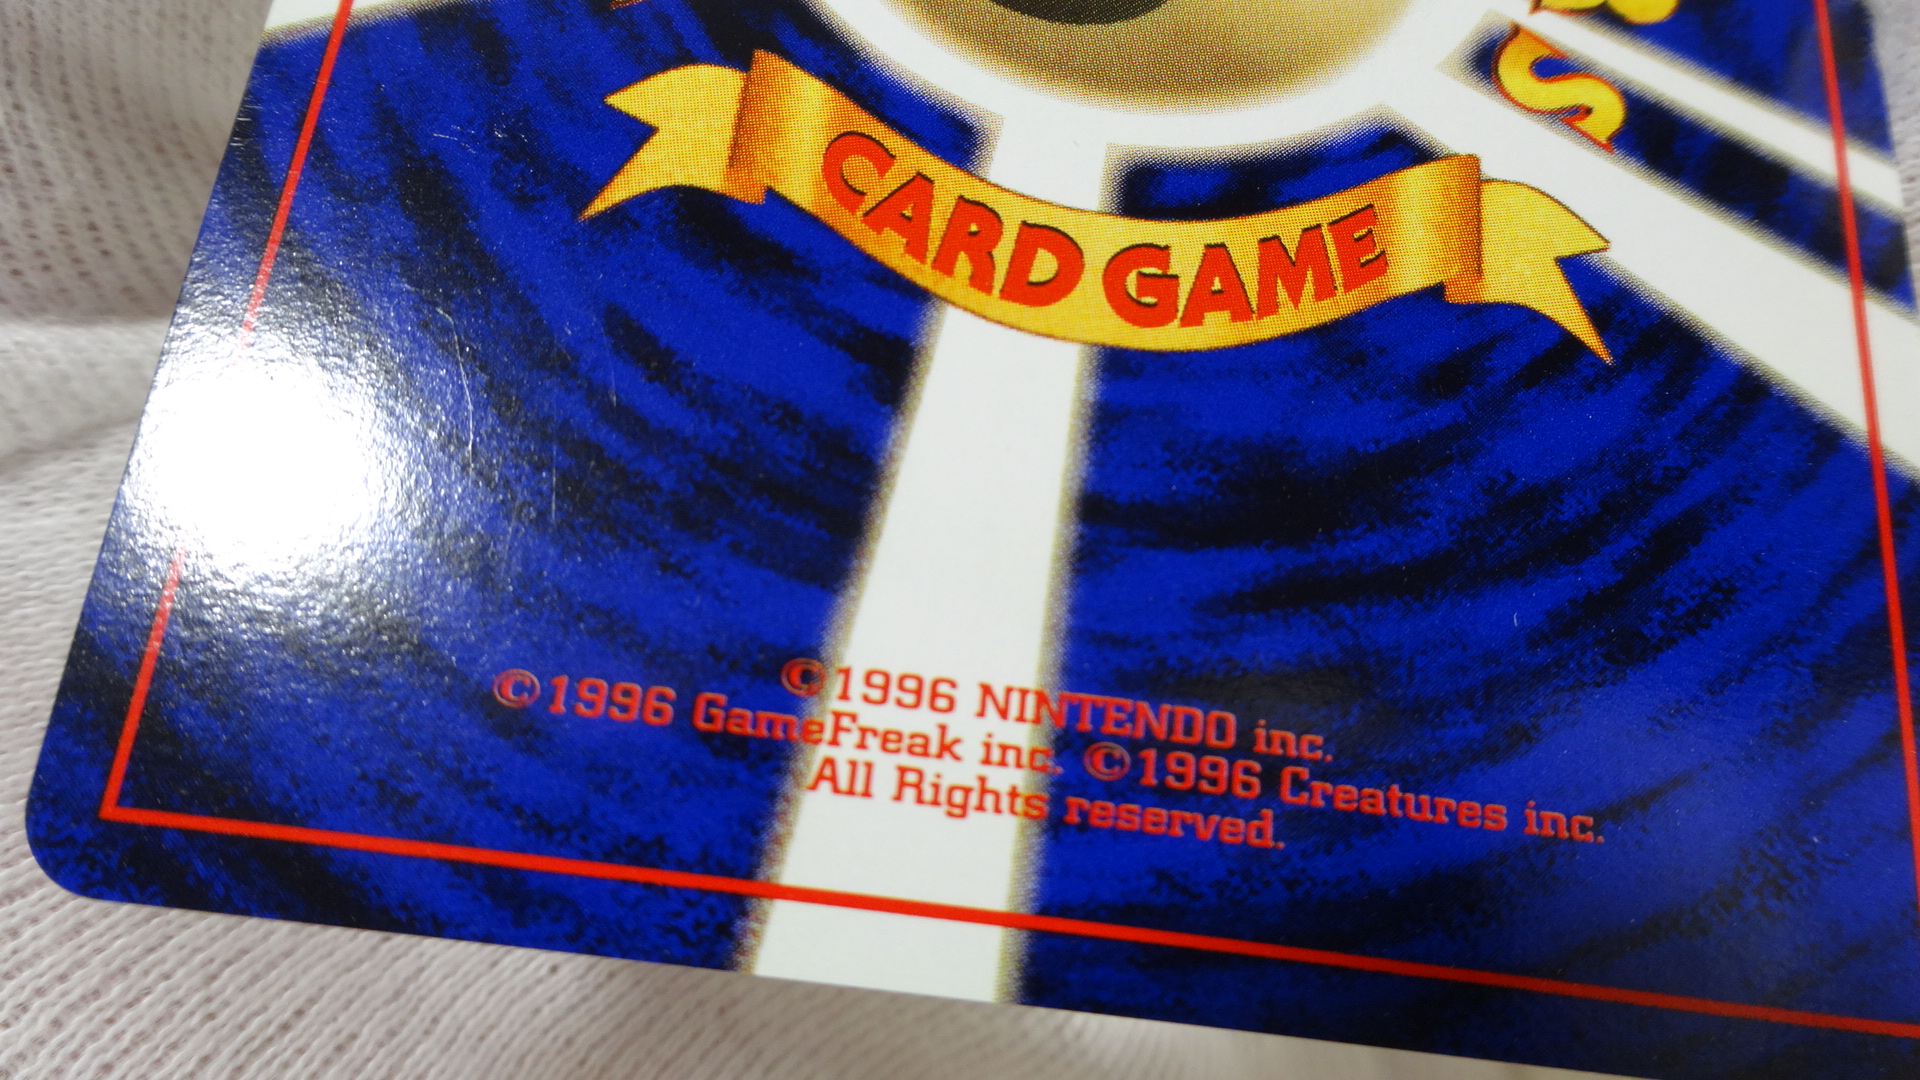 S
CARD GAME
©1996 NINTENDO inc.
©1996 GameFreak inc. ©1996 Creatures inc.
All Rights reserved.